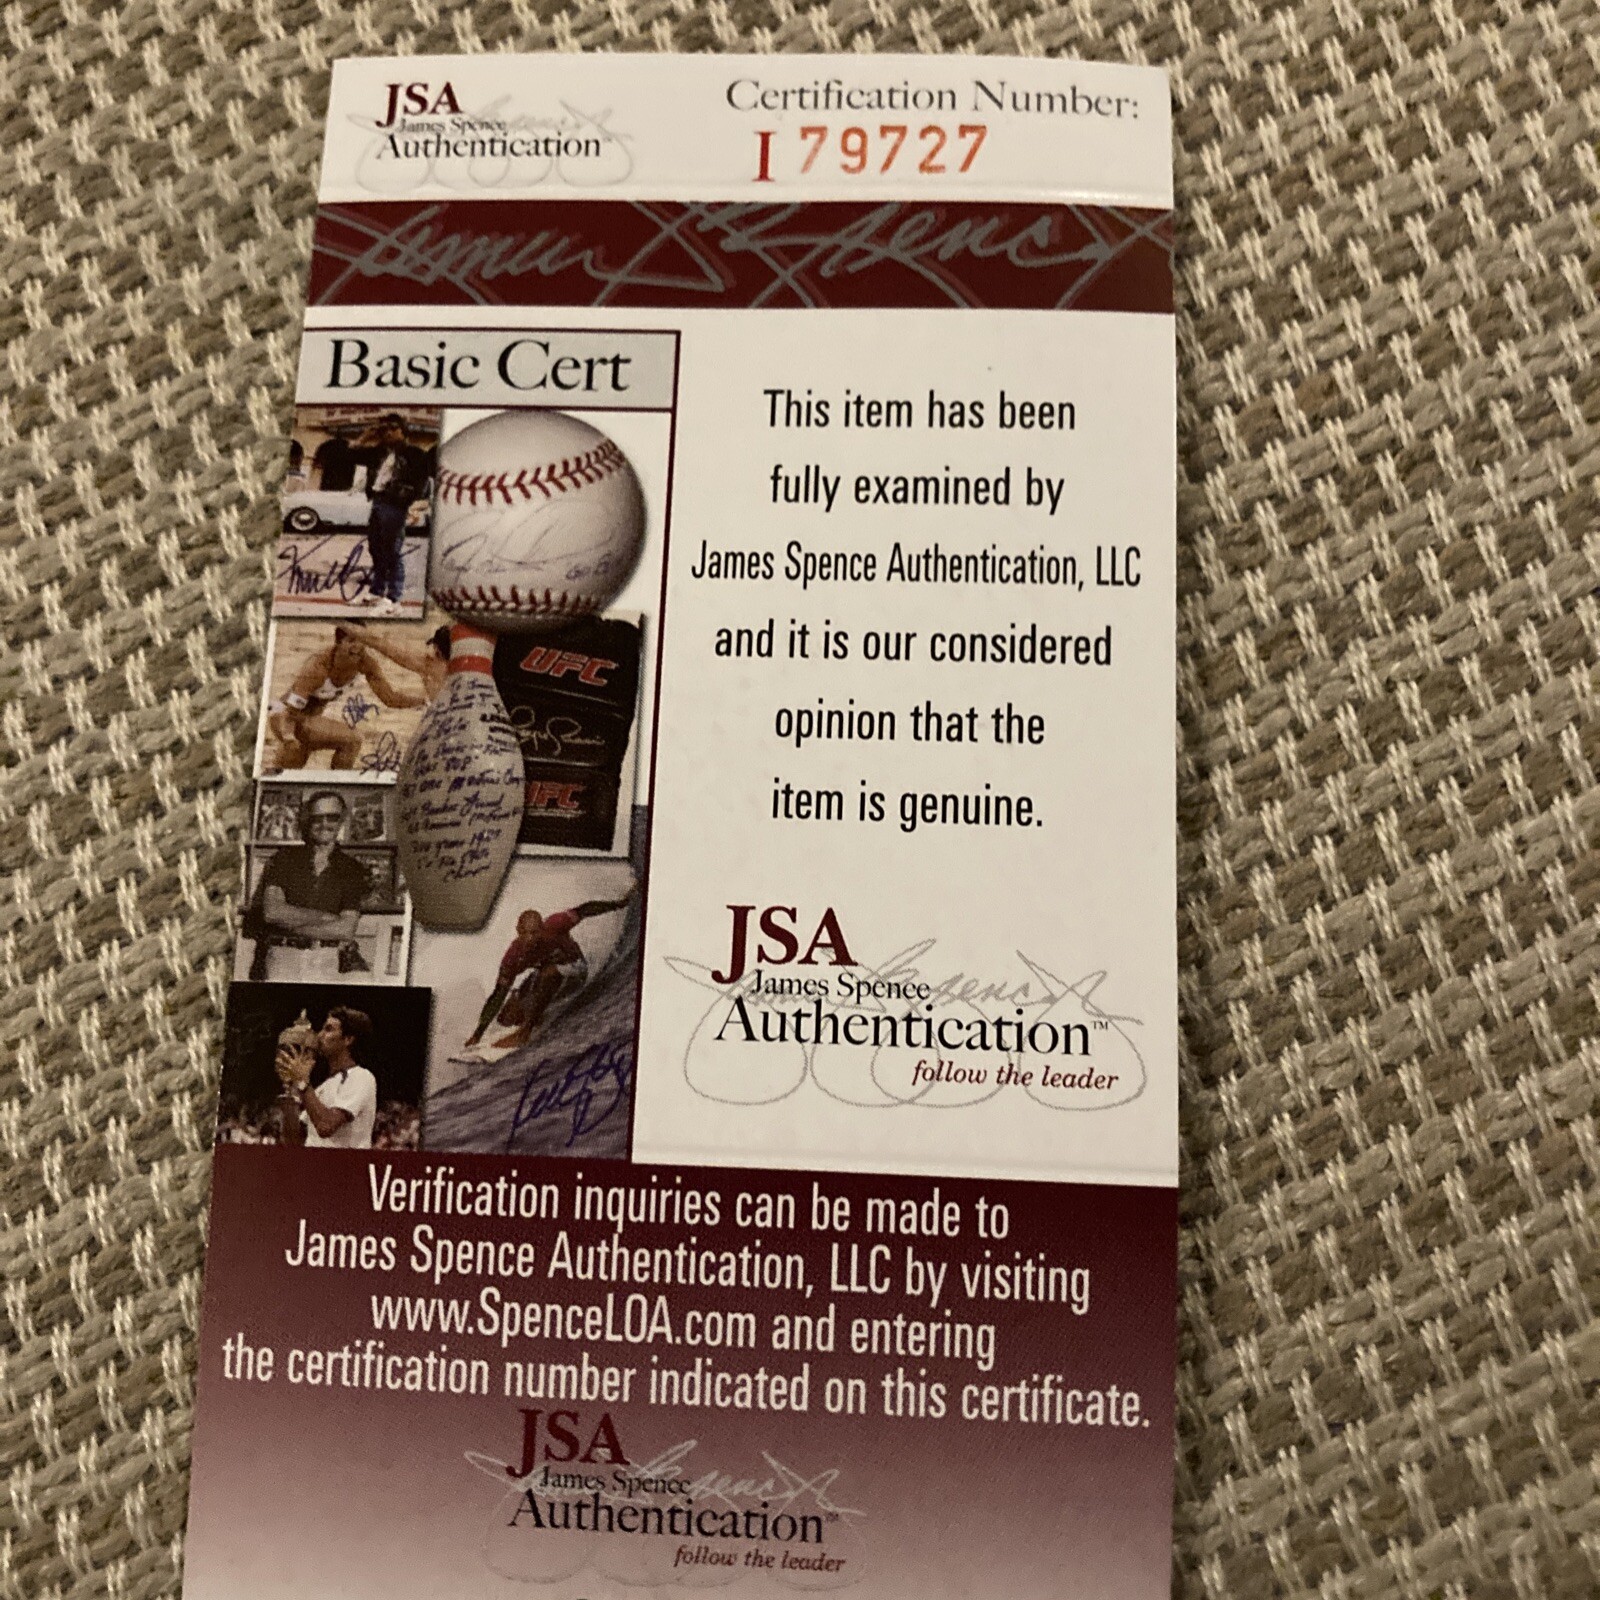 JSA
James Spence
Authentication
Certification Number:
I 79727
Basic Cert
This item has been
fully examined by
James Spence Authentication, LLC
and it is our considered
opinion that the
item is genuine.
UFC
UFC
JSA
James Spence
Authentication™
follow the leader
Verification inquiries can be made to
James Spence Authentication, LLC by visiting
www.SpenceLOA.com and entering
the certification number indicated on this certificate.
JSA
James Spence
Authentication™
follow the leader